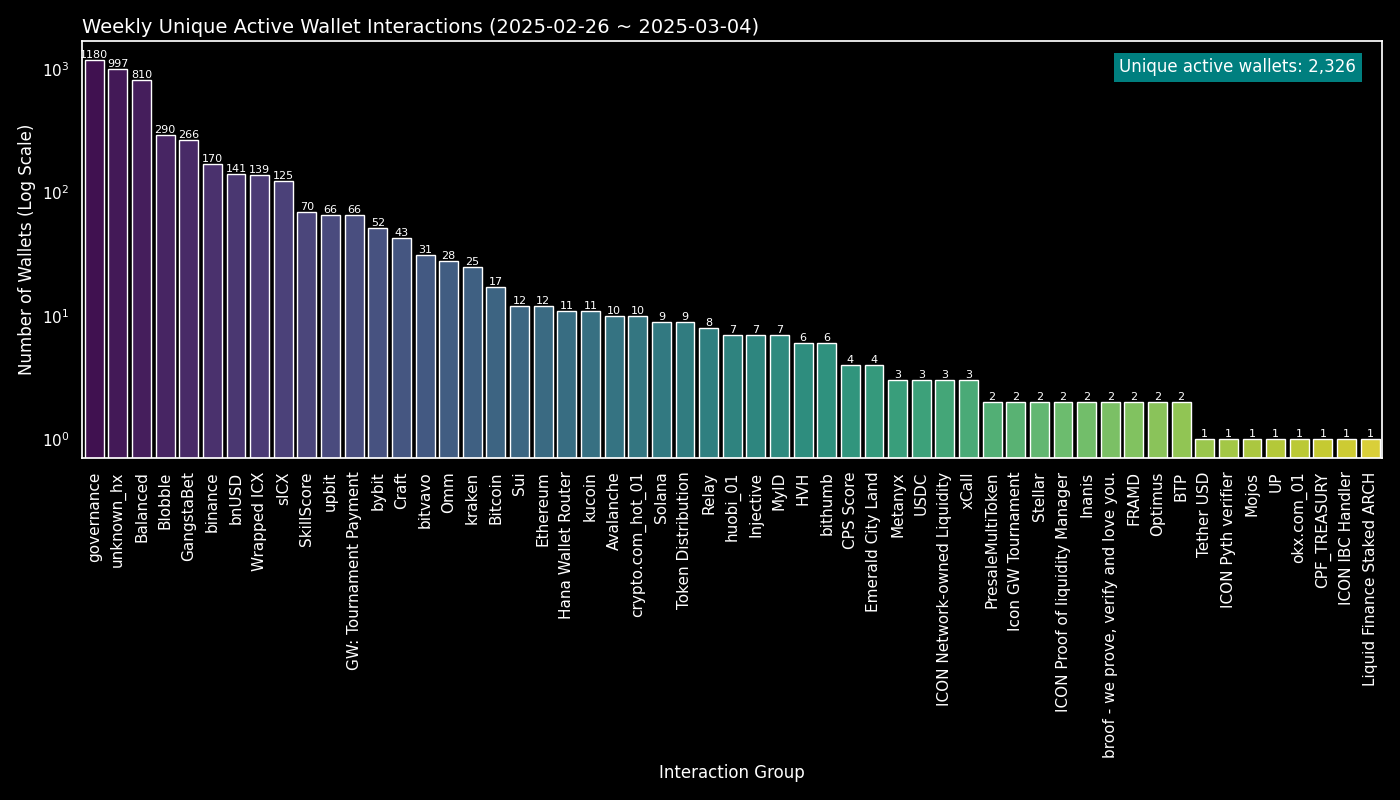 Weekly Unique Active Wallet Interactions (2025-02-26 ~ 2025-03-04)
Unique active wallets: 2,326
Number of Wallets (Log Scale)
10³
10²
10¹
10⁰
1180
997
810
290
266
170
141
139
125
70
66
66
52
43
31
28
25
17
12
12
11
11
10
10
9
9
8
7
7
7
6
6
4
4
3
3
3
3
2
2
2
2
2
2
2
2
2
1
1
1
1
1
1
1
1
governance
unknown_hx
Balanced
Blobble
GangstaBet
binance
bnUSD
Wrapped ICX
sICX
SkillScore
upbit
GW: Tournament Payment
bybit
Craft
bitvavo
Omm
kraken
Bitcoin
Sui
Ethereum
Hana Wallet Router
kucoin
Avalanche
crypto.com_hot_01
Solana
Token Distribution
Relay
huobi_01
Injective
MyID
HVH
bithumb
CPS Score
Emerald City Land
Metanyx
USDC
ICON Network-owned Liquidity
xCall
PresaleMultiToken
Icon GW Tournament
Stellar
ICON Proof of liquidity Manager
Inanis
broof - we prove, verify and love you.
FRAMD
Optimus
BTP
Tether USD
ICON Pyth verifier
Mojos
UP
okx.com_01
CPF_TREASURY
ICON IBC Handler
Liquid Finance Staked ARCH
Interaction Group